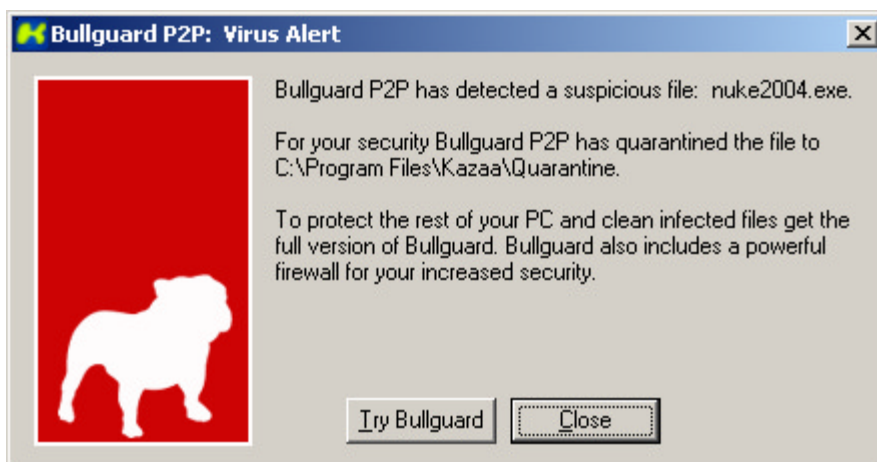 Bullguard P2P: Virus Alert
Bullguard P2P has detected a suspicious file: nuke2004.exe.
For your security Bullguard P2P has quarantined the file to
C:\Program Files\Kazaa\Quarantine.
To protect the rest of your PC and clean infected files get the
full version of Bullguard. Bullguard also includes a powerful
firewall for your increased security.
Try Bullguard
Close